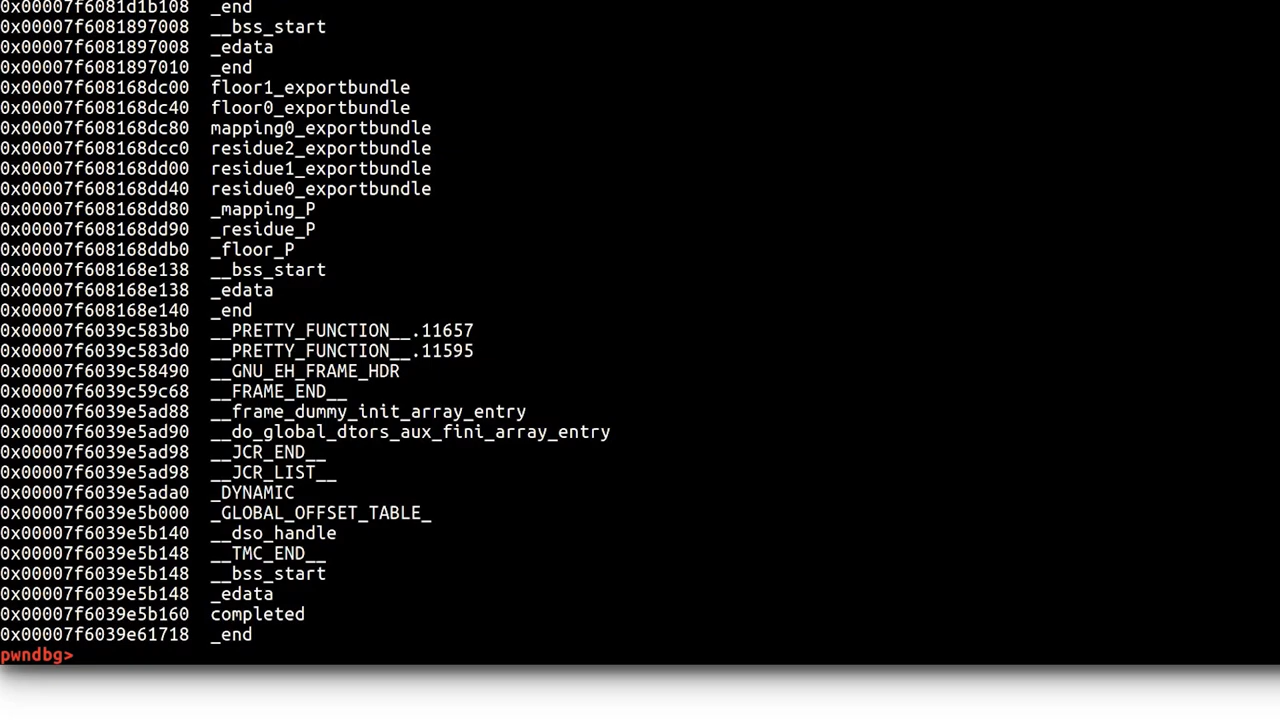 0x00007f6081d1b108  _end
0x00007f6081897008  __bss_start
0x00007f6081897008  _edata
0x00007f6081897010  _end
0x00007f608168dc00  floor1_exportbundle
0x00007f608168dc40  floor0_exportbundle
0x00007f608168dc80  mapping0_exportbundle
0x00007f608168dcc0  residue2_exportbundle
0x00007f608168dd00  residue1_exportbundle
0x00007f608168dd40  residue0_exportbundle
0x00007f608168dd80  _mapping_P
0x00007f608168dd90  _residue_P
0x00007f608168ddb0  _floor_P
0x00007f608168e138  __bss_start
0x00007f608168e138  _edata
0x00007f608168e140  _end
0x00007f6039c583b0  __PRETTY_FUNCTION__.11657
0x00007f6039c583d0  __PRETTY_FUNCTION__.11595
0x00007f6039c58490  __GNU_EH_FRAME_HDR
0x00007f6039c59c68  __FRAME_END__
0x00007f6039e5ad88  __frame_dummy_init_array_entry
0x00007f6039e5ad90  __do_global_dtors_aux_fini_array_entry
0x00007f6039e5ad98  __JCR_END__
0x00007f6039e5ad98  __JCR_LIST__
0x00007f6039e5ada0  _DYNAMIC
0x00007f6039e5b000  _GLOBAL_OFFSET_TABLE_
0x00007f6039e5b140  __dso_handle
0x00007f6039e5b148  __TMC_END__
0x00007f6039e5b148  __bss_start
0x00007f6039e5b148  _edata
0x00007f6039e5b160  completed
0x00007f6039e61718  _end
pwndbg>